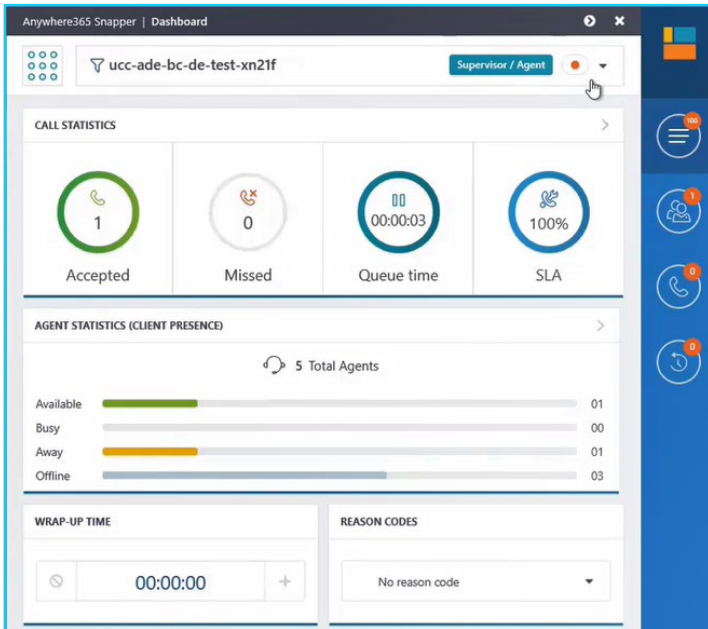 Anywhere365 Snapper | Dashboard
ucc-ade-bc-de-test-xn21f
Supervisor / Agent
CALL STATISTICS
100
1 0 00:00:03 100%
Accepted Missed Queue time SLA
1
0
AGENT STATISTICS (CLIENT PRESENCE)
0
5 Total Agents
Available 01
Busy 00
Away 01
Offline 03
WRAP-UP TIME REASON CODES
00:00:00 No reason code